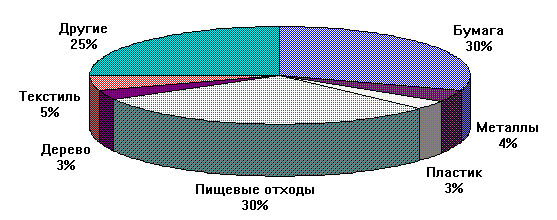 Другие
25%
Бумага
30%
Текстиль
5%
Металлы
4%
Дерево
3%
Пластик
3%
Пищевые отходы
30%